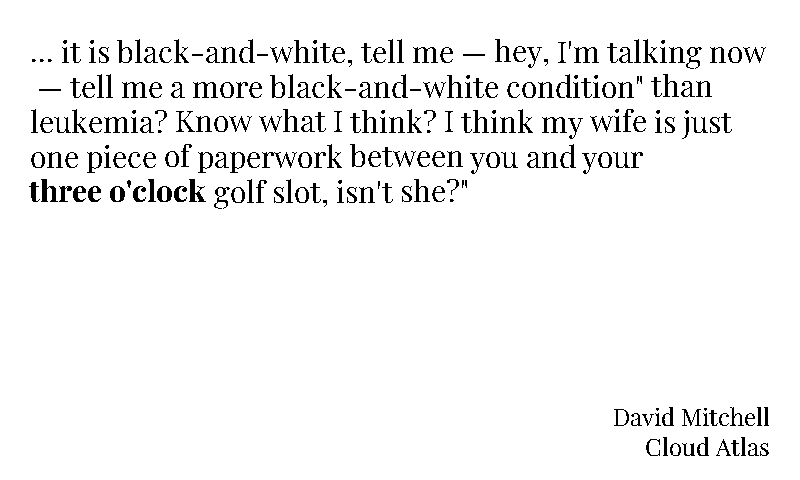 ... it is black-and-white, tell me — hey, I'm talking now
— tell me a more black-and-white condition" than
leukemia? Know what I think? I think my wife is just
one piece of paperwork between you and your
three o'clock golf slot, isn't she?"
David Mitchell
Cloud Atlas